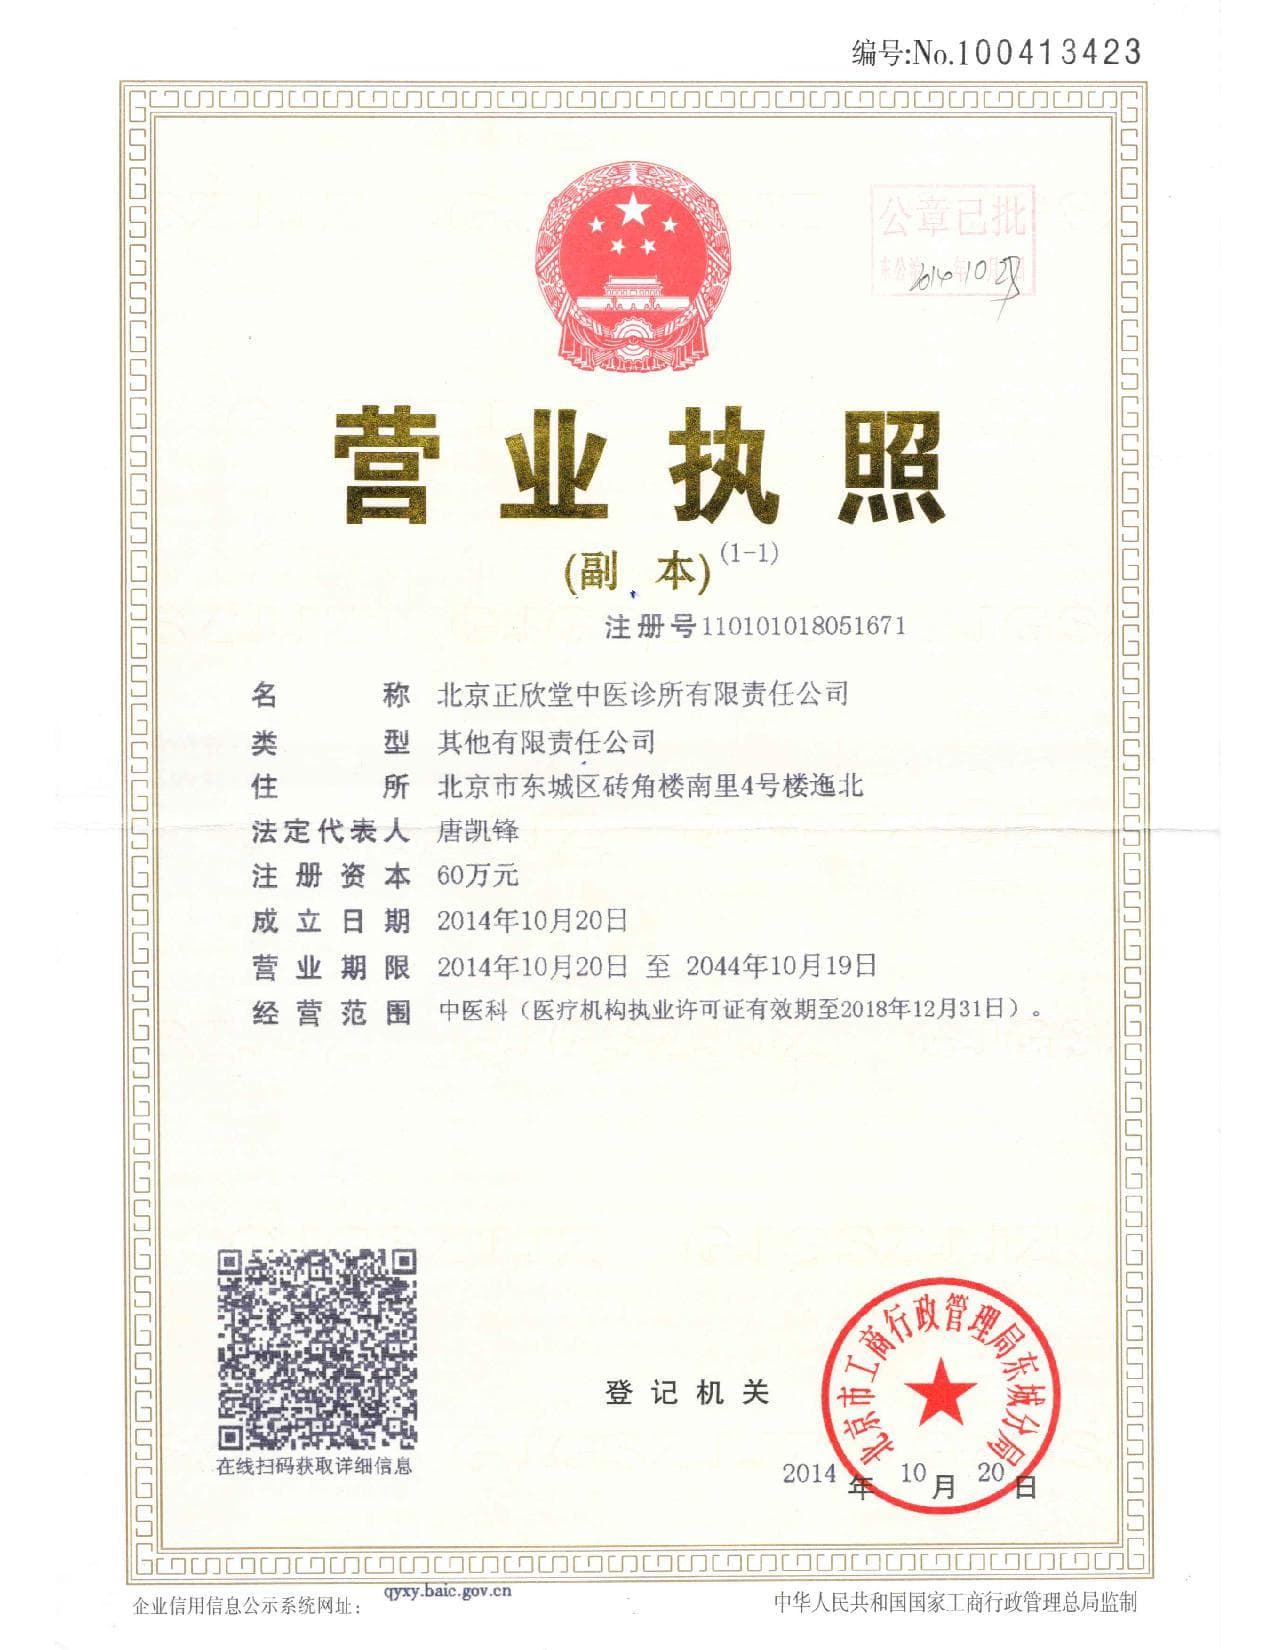 编号:No.100413423
公章已批
2014 10 27
营业执照
(副 本)(1-1)
注册号110101018051671
名 称 北京正欣堂中医诊所有限责任公司
类 型 其他有限责任公司
住 所 北京市东城区砖角楼南里4号楼迤北
法定代表人 唐凯锋
注册资本 60万元
成立日期 2014年10月20日
营业期限 2014年10月20日 至 2044年10月19日
经营范围 中医科（医疗机构执业许可证有效期至2018年12月31日）。
在线扫码获取详细信息
登记机关
北京市工商行政管理局东城分局
2014 年 10 月 20 日
企业信用信息公示系统网址: qyxy.baic.gov.cn
中华人民共和国国家工商行政管理总局监制